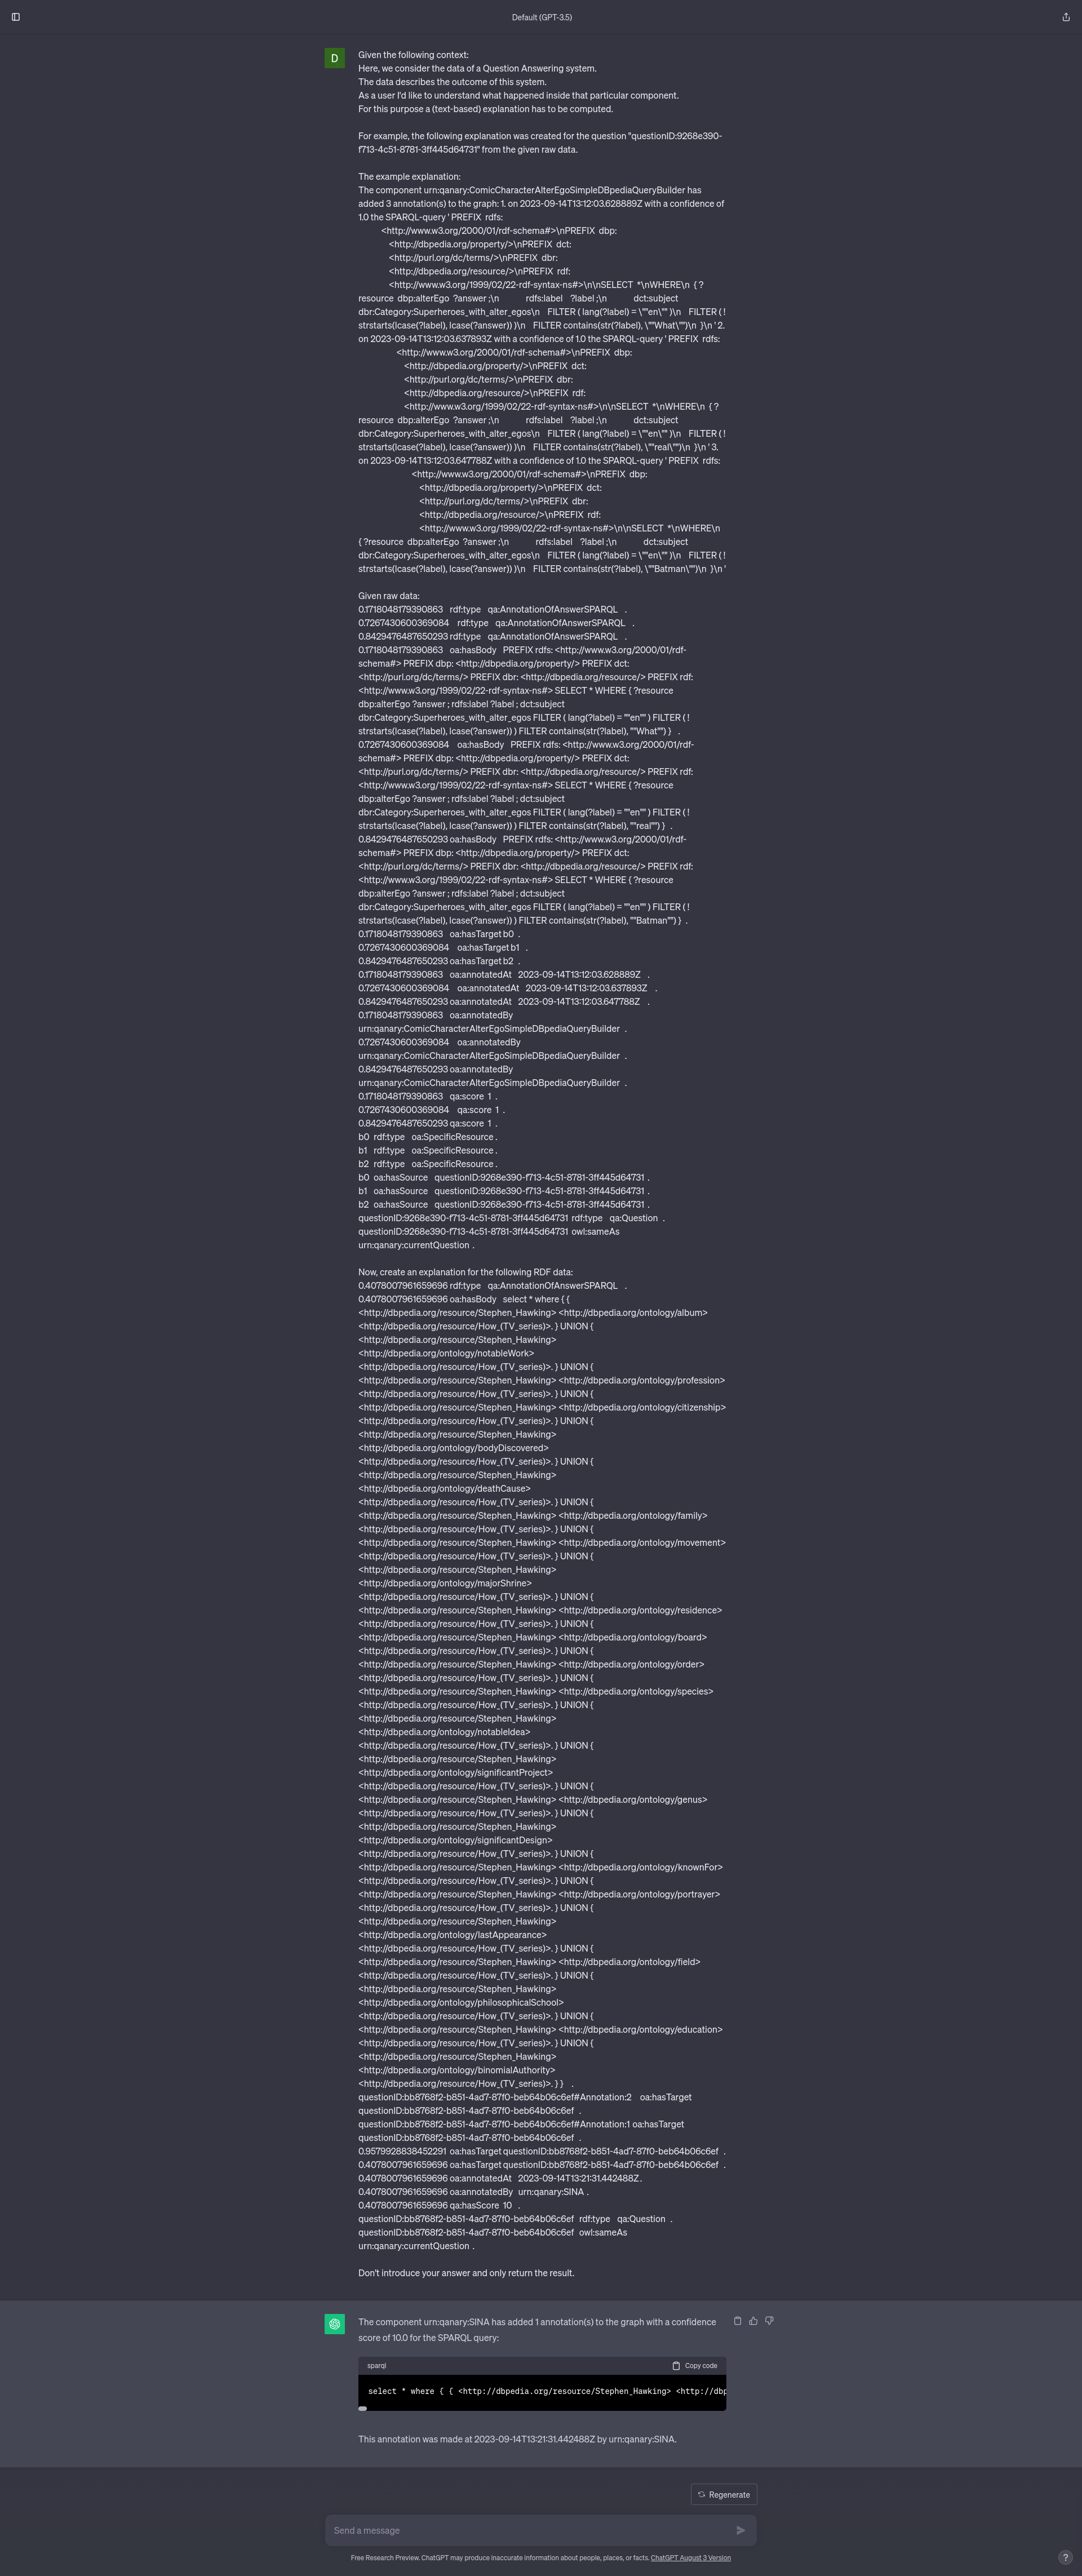 Default (GPT-3.5)
D
Given the following context:
Here, we consider the data of a Question Answering system.
The data describes the outcome of this system.
As a user I'd like to understand what happened inside that particular component.
For this purpose a (text-based) explanation has to be computed.
For example, the following explanation was created for the question "questionID:9268e390-
f713-4c51-8781-3ff445d64731" from the given raw data.
The example explanation:
The component urn:qanary:ComicCharacterAlterEgoSimpleDBpediaQueryBuilder has
added 3 annotation(s) to the graph: 1. on 2023-09-14T13:12:03.628889Z with a confidence of
1.0 the SPARQL-query ' PREFIX rdfs:
<http://www.w3.org/2000/01/rdf-schema#>\nPREFIX dbp:
<http://dbpedia.org/property/>\nPREFIX dct:
<http://purl.org/dc/terms/>\nPREFIX dbr:
<http://dbpedia.org/resource/>\nPREFIX rdf:
<http://www.w3.org/1999/02/22-rdf-syntax-ns#>\n\nSELECT *\nWHERE\n { ?
resource dbp:alterEgo ?answer ;\n rdfs:label ?label ;\n dct:subject
dbr:Category:Superheroes_with_alter_egos\n FILTER ( lang(?label) = \""en\"" )\n FILTER ( !
strstarts(lcase(?label), lcase(?answer)) )\n FILTER contains(str(?label), \""What\"")\n }\n ' 2.
on 2023-09-14T13:12:03.637893Z with a confidence of 1.0 the SPARQL-query ' PREFIX rdfs:
<http://www.w3.org/2000/01/rdf-schema#>\nPREFIX dbp:
<http://dbpedia.org/property/>\nPREFIX dct:
<http://purl.org/dc/terms/>\nPREFIX dbr:
<http://dbpedia.org/resource/>\nPREFIX rdf:
<http://www.w3.org/1999/02/22-rdf-syntax-ns#>\n\nSELECT *\nWHERE\n { ?
resource dbp:alterEgo ?answer ;\n rdfs:label ?label ;\n dct:subject
dbr:Category:Superheroes_with_alter_egos\n FILTER ( lang(?label) = \""en\"" )\n FILTER ( !
strstarts(lcase(?label), lcase(?answer)) )\n FILTER contains(str(?label), \""real\"")\n }\n ' 3.
on 2023-09-14T13:12:03.647788Z with a confidence of 1.0 the SPARQL-query ' PREFIX rdfs:
<http://www.w3.org/2000/01/rdf-schema#>\nPREFIX dbp:
<http://dbpedia.org/property/>\nPREFIX dct:
<http://purl.org/dc/terms/>\nPREFIX dbr:
<http://dbpedia.org/resource/>\nPREFIX rdf:
<http://www.w3.org/1999/02/22-rdf-syntax-ns#>\n\nSELECT *\nWHERE\n
{ ?resource dbp:alterEgo ?answer ;\n rdfs:label ?label ;\n dct:subject
dbr:Category:Superheroes_with_alter_egos\n FILTER ( lang(?label) = \""en\"" )\n FILTER ( !
strstarts(lcase(?label), lcase(?answer)) )\n FILTER contains(str(?label), \""Batman\"")\n }\n '
Given raw data:
0.1718048179390863 rdf:type qa:AnnotationOfAnswerSPARQL .
0.7267430600369084 rdf:type qa:AnnotationOfAnswerSPARQL .
0.8429476487650293 rdf:type qa:AnnotationOfAnswerSPARQL .
0.1718048179390863 oa:hasBody PREFIX rdfs: <http://www.w3.org/2000/01/rdf-
schema#> PREFIX dbp: <http://dbpedia.org/property/> PREFIX dct:
<http://purl.org/dc/terms/> PREFIX dbr: <http://dbpedia.org/resource/> PREFIX rdf:
<http://www.w3.org/1999/02/22-rdf-syntax-ns#> SELECT * WHERE { ?resource
dbp:alterEgo ?answer ; rdfs:label ?label ; dct:subject
dbr:Category:Superheroes_with_alter_egos FILTER ( lang(?label) = ""en"" ) FILTER ( !
strstarts(lcase(?label), lcase(?answer)) ) FILTER contains(str(?label), ""What"") } .
0.7267430600369084 oa:hasBody PREFIX rdfs: <http://www.w3.org/2000/01/rdf-
schema#> PREFIX dbp: <http://dbpedia.org/property/> PREFIX dct:
<http://purl.org/dc/terms/> PREFIX dbr: <http://dbpedia.org/resource/> PREFIX rdf:
<http://www.w3.org/1999/02/22-rdf-syntax-ns#> SELECT * WHERE { ?resource
dbp:alterEgo ?answer ; rdfs:label ?label ; dct:subject
dbr:Category:Superheroes_with_alter_egos FILTER ( lang(?label) = ""en"" ) FILTER ( !
strstarts(lcase(?label), lcase(?answer)) ) FILTER contains(str(?label), ""real"") } .
0.8429476487650293 oa:hasBody PREFIX rdfs: <http://www.w3.org/2000/01/rdf-
schema#> PREFIX dbp: <http://dbpedia.org/property/> PREFIX dct:
<http://purl.org/dc/terms/> PREFIX dbr: <http://dbpedia.org/resource/> PREFIX rdf:
<http://www.w3.org/1999/02/22-rdf-syntax-ns#> SELECT * WHERE { ?resource
dbp:alterEgo ?answer ; rdfs:label ?label ; dct:subject
dbr:Category:Superheroes_with_alter_egos FILTER ( lang(?label) = ""en"" ) FILTER ( !
strstarts(lcase(?label), lcase(?answer)) ) FILTER contains(str(?label), ""Batman"") } .
0.1718048179390863 oa:hasTarget b0 .
0.7267430600369084 oa:hasTarget b1 .
0.8429476487650293 oa:hasTarget b2 .
0.1718048179390863 oa:annotatedAt 2023-09-14T13:12:03.628889Z .
0.7267430600369084 oa:annotatedAt 2023-09-14T13:12:03.637893Z .
0.8429476487650293 oa:annotatedAt 2023-09-14T13:12:03.647788Z .
0.1718048179390863 oa:annotatedBy
urn:qanary:ComicCharacterAlterEgoSimpleDBpediaQueryBuilder .
0.7267430600369084 oa:annotatedBy
urn:qanary:ComicCharacterAlterEgoSimpleDBpediaQueryBuilder .
0.8429476487650293 oa:annotatedBy
urn:qanary:ComicCharacterAlterEgoSimpleDBpediaQueryBuilder .
0.1718048179390863 qa:score 1 .
0.7267430600369084 qa:score 1 .
0.8429476487650293 qa:score 1 .
b0 rdf:type oa:SpecificResource .
b1 rdf:type oa:SpecificResource .
b2 rdf:type oa:SpecificResource .
b0 oa:hasSource questionID:9268e390-f713-4c51-8781-3ff445d64731 .
b1 oa:hasSource questionID:9268e390-f713-4c51-8781-3ff445d64731 .
b2 oa:hasSource questionID:9268e390-f713-4c51-8781-3ff445d64731 .
questionID:9268e390-f713-4c51-8781-3ff445d64731 rdf:type qa:Question .
questionID:9268e390-f713-4c51-8781-3ff445d64731 owl:sameAs
urn:qanary:currentQuestion .
Now, create an explanation for the following RDF data:
0.4078007961659696 rdf:type qa:AnnotationOfAnswerSPARQL .
0.4078007961659696 oa:hasBody select * where { {
<http://dbpedia.org/resource/Stephen_Hawking> <http://dbpedia.org/ontology/album>
<http://dbpedia.org/resource/How_(TV_series)>. } UNION {
<http://dbpedia.org/resource/Stephen_Hawking>
<http://dbpedia.org/ontology/notableWork>
<http://dbpedia.org/resource/How_(TV_series)>. } UNION {
<http://dbpedia.org/resource/Stephen_Hawking> <http://dbpedia.org/ontology/profession>
<http://dbpedia.org/resource/How_(TV_series)>. } UNION {
<http://dbpedia.org/resource/Stephen_Hawking> <http://dbpedia.org/ontology/citizenship>
<http://dbpedia.org/resource/How_(TV_series)>. } UNION {
<http://dbpedia.org/resource/Stephen_Hawking>
<http://dbpedia.org/ontology/bodyDiscovered>
<http://dbpedia.org/resource/How_(TV_series)>. } UNION {
<http://dbpedia.org/resource/Stephen_Hawking>
<http://dbpedia.org/ontology/deathCause>
<http://dbpedia.org/resource/How_(TV_series)>. } UNION {
<http://dbpedia.org/resource/Stephen_Hawking> <http://dbpedia.org/ontology/family>
<http://dbpedia.org/resource/How_(TV_series)>. } UNION {
<http://dbpedia.org/resource/Stephen_Hawking> <http://dbpedia.org/ontology/movement>
<http://dbpedia.org/resource/How_(TV_series)>. } UNION {
<http://dbpedia.org/resource/Stephen_Hawking>
<http://dbpedia.org/ontology/majorShrine>
<http://dbpedia.org/resource/How_(TV_series)>. } UNION {
<http://dbpedia.org/resource/Stephen_Hawking> <http://dbpedia.org/ontology/residence>
<http://dbpedia.org/resource/How_(TV_series)>. } UNION {
<http://dbpedia.org/resource/Stephen_Hawking> <http://dbpedia.org/ontology/board>
<http://dbpedia.org/resource/How_(TV_series)>. } UNION {
<http://dbpedia.org/resource/Stephen_Hawking> <http://dbpedia.org/ontology/order>
<http://dbpedia.org/resource/How_(TV_series)>. } UNION {
<http://dbpedia.org/resource/Stephen_Hawking> <http://dbpedia.org/ontology/species>
<http://dbpedia.org/resource/How_(TV_series)>. } UNION {
<http://dbpedia.org/resource/Stephen_Hawking>
<http://dbpedia.org/ontology/notableIdea>
<http://dbpedia.org/resource/How_(TV_series)>. } UNION {
<http://dbpedia.org/resource/Stephen_Hawking>
<http://dbpedia.org/ontology/significantProject>
<http://dbpedia.org/resource/How_(TV_series)>. } UNION {
<http://dbpedia.org/resource/Stephen_Hawking> <http://dbpedia.org/ontology/genus>
<http://dbpedia.org/resource/How_(TV_series)>. } UNION {
<http://dbpedia.org/resource/Stephen_Hawking>
<http://dbpedia.org/ontology/significantDesign>
<http://dbpedia.org/resource/How_(TV_series)>. } UNION {
<http://dbpedia.org/resource/Stephen_Hawking> <http://dbpedia.org/ontology/knownFor>
<http://dbpedia.org/resource/How_(TV_series)>. } UNION {
<http://dbpedia.org/resource/Stephen_Hawking> <http://dbpedia.org/ontology/portrayer>
<http://dbpedia.org/resource/How_(TV_series)>. } UNION {
<http://dbpedia.org/resource/Stephen_Hawking>
<http://dbpedia.org/ontology/lastAppearance>
<http://dbpedia.org/resource/How_(TV_series)>. } UNION {
<http://dbpedia.org/resource/Stephen_Hawking> <http://dbpedia.org/ontology/field>
<http://dbpedia.org/resource/How_(TV_series)>. } UNION {
<http://dbpedia.org/resource/Stephen_Hawking>
<http://dbpedia.org/ontology/philosophicalSchool>
<http://dbpedia.org/resource/How_(TV_series)>. } UNION {
<http://dbpedia.org/resource/Stephen_Hawking> <http://dbpedia.org/ontology/education>
<http://dbpedia.org/resource/How_(TV_series)>. } UNION {
<http://dbpedia.org/resource/Stephen_Hawking>
<http://dbpedia.org/ontology/binomialAuthority>
<http://dbpedia.org/resource/How_(TV_series)>. } } .
questionID:bb8768f2-b851-4ad7-87f0-beb64b06c6ef#Annotation:2 oa:hasTarget
questionID:bb8768f2-b851-4ad7-87f0-beb64b06c6ef .
questionID:bb8768f2-b851-4ad7-87f0-beb64b06c6ef#Annotation:1 oa:hasTarget
questionID:bb8768f2-b851-4ad7-87f0-beb64b06c6ef .
0.9579928838452291 oa:hasTarget questionID:bb8768f2-b851-4ad7-87f0-beb64b06c6ef .
0.4078007961659696 oa:hasTarget questionID:bb8768f2-b851-4ad7-87f0-beb64b06c6ef .
0.4078007961659696 oa:annotatedAt 2023-09-14T13:21:31.442488Z .
0.4078007961659696 oa:annotatedBy urn:qanary:SINA .
0.4078007961659696 qa:hasScore 10 .
questionID:bb8768f2-b851-4ad7-87f0-beb64b06c6ef rdf:type qa:Question .
questionID:bb8768f2-b851-4ad7-87f0-beb64b06c6ef owl:sameAs
urn:qanary:currentQuestion .
Don't introduce your answer and only return the result.
The component urn:qanary:SINA has added 1 annotation(s) to the graph with a confidence
score of 10.0 for the SPARQL query:
sparql Copy code
select * where { { <http://dbpedia.org/resource/Stephen_Hawking> <http://dbp
This annotation was made at 2023-09-14T13:21:31.442488Z by urn:qanary:SINA.
Regenerate
Send a message
Free Research Preview. ChatGPT may produce inaccurate information about people, places, or facts. ChatGPT August 3 Version
?